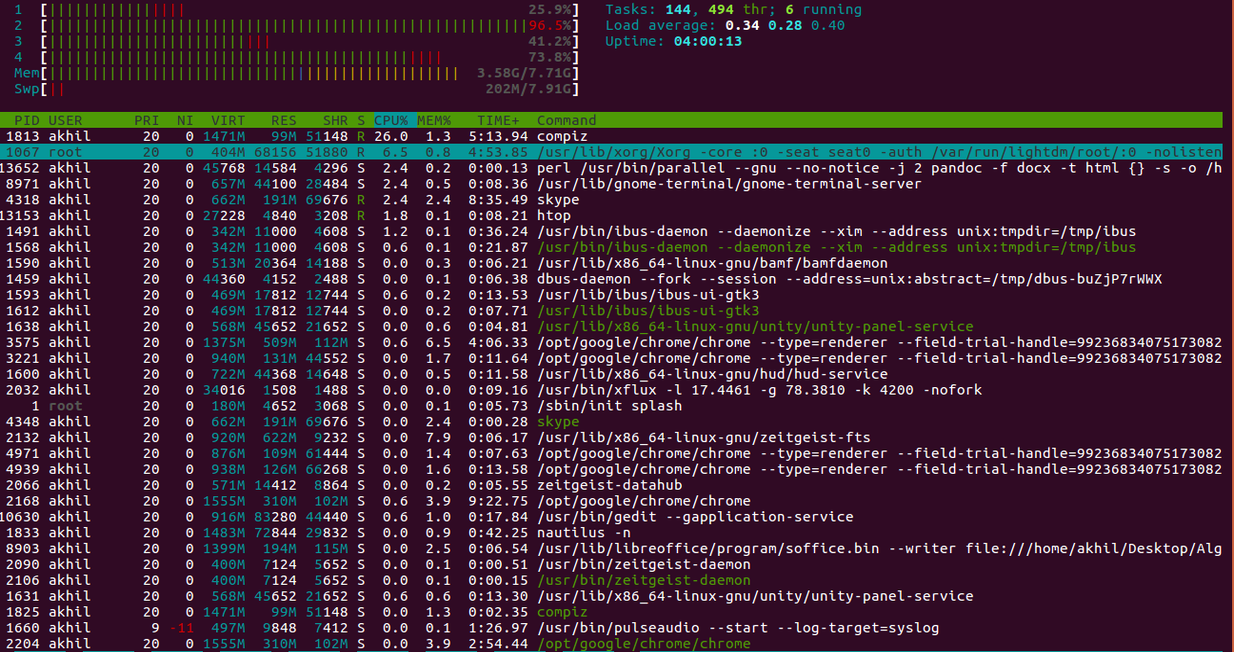 1 [||||||||||||||||| 25.9%] Tasks: 144, 494 thr; 6 running
2 [|||||||||||||||||||||||||||||||||||||||||||||||||||||||||||96.5%] Load average: 0.34 0.28 0.40
3 [||||||||||||||||||||||||||| 41.2%] Uptime: 04:00:13
4 [|||||||||||||||||||||||||||||||||||||||||||||||| 73.8%]
Mem[|||||||||||||||||||||||||||||||||||||||||||||||||| 3.58G/7.71G]
Swp[|| 202M/7.91G]
PID USER PRI NI VIRT RES SHR S CPU% MEM% TIME+ Command
1813 akhil 20 0 1471M 99M 51148 R 26.0 1.3 5:13.94 compiz
1067 root 20 0 404M 68156 51880 R 6.5 0.8 4:53.85 /usr/lib/xorg/Xorg -core :0 -seat seat0 -auth /var/run/lightdm/root/:0 -nolisten
13652 akhil 20 0 45768 14584 4296 S 2.4 0.2 0:00.13 perl /usr/bin/parallel --gnu --no-notice -j 2 pandoc -f docx -t html {} -s -o /h
8971 akhil 20 0 657M 44100 28484 S 2.4 0.5 0:08.36 /usr/lib/gnome-terminal/gnome-terminal-server
4318 akhil 20 0 662M 191M 69676 R 2.4 2.4 8:35.49 skype
13153 akhil 20 0 27228 4840 3208 R 1.8 0.1 0:08.21 htop
1491 akhil 20 0 342M 11000 4608 S 1.2 0.1 0:36.24 /usr/bin/ibus-daemon --daemonize --xim --address unix:tmpdir=/tmp/ibus
1568 akhil 20 0 342M 11000 4608 S 0.6 0.1 0:21.87 /usr/bin/ibus-daemon --daemonize --xim --address unix:tmpdir=/tmp/ibus
1590 akhil 20 0 513M 20364 14188 S 0.0 0.3 0:06.21 /usr/lib/x86_64-linux-gnu/bamf/bamfdaemon
1459 akhil 20 0 44360 4152 2488 S 0.0 0.1 0:06.38 dbus-daemon --fork --session --address=unix:abstract=/tmp/dbus-buZjP7rWWX
1593 akhil 20 0 469M 17812 12744 S 0.6 0.2 0:13.53 /usr/lib/ibus/ibus-ui-gtk3
1612 akhil 20 0 469M 17812 12744 S 0.0 0.2 0:07.71 /usr/lib/ibus/ibus-ui-gtk3
1638 akhil 20 0 568M 45652 21652 S 0.0 0.6 0:04.81 /usr/lib/x86_64-linux-gnu/unity/unity-panel-service
3575 akhil 20 0 1375M 509M 112M S 0.6 6.5 4:06.33 /opt/google/chrome/chrome --type=renderer --field-trial-handle=99236834075173082
3221 akhil 20 0 940M 131M 44552 S 0.0 1.7 0:11.64 /opt/google/chrome/chrome --type=renderer --field-trial-handle=99236834075173082
1600 akhil 20 0 722M 44368 14648 S 0.0 0.5 0:11.58 /usr/lib/x86_64-linux-gnu/hud/hud-service
2032 akhil 20 0 34016 1508 1488 S 0.0 0.0 0:09.16 /usr/bin/xflux -l 17.4461 -g 78.3810 -k 4200 -nofork
1 root 20 0 180M 4652 3068 S 0.0 0.1 0:05.73 /sbin/init splash
4348 akhil 20 0 662M 191M 69676 S 0.0 2.4 0:00.28 skype
2132 akhil 20 0 920M 622M 9232 S 0.0 7.9 0:06.17 /usr/lib/x86_64-linux-gnu/zeitgeist-fts
4971 akhil 20 0 876M 109M 61444 S 0.0 1.4 0:07.63 /opt/google/chrome/chrome --type=renderer --field-trial-handle=99236834075173082
4939 akhil 20 0 938M 126M 66268 S 0.0 1.6 0:13.58 /opt/google/chrome/chrome --type=renderer --field-trial-handle=99236834075173082
2066 akhil 20 0 571M 14412 8864 S 0.0 0.2 0:05.55 zeitgeist-datahub
2168 akhil 20 0 1555M 310M 102M S 0.6 3.9 9:22.75 /opt/google/chrome/chrome
10630 akhil 20 0 916M 83280 44440 S 0.6 1.0 0:17.84 /usr/bin/gedit --gapplication-service
1833 akhil 20 0 1483M 72844 29832 S 0.0 0.9 0:42.25 nautilus -n
8903 akhil 20 0 1399M 194M 115M S 0.0 2.5 0:06.54 /usr/lib/libreoffice/program/soffice.bin --writer file:///home/akhil/Desktop/Alg
2090 akhil 20 0 400M 7124 5652 S 0.0 0.1 0:00.51 /usr/bin/zeitgeist-daemon
2106 akhil 20 0 400M 7124 5652 S 0.0 0.1 0:00.15 /usr/bin/zeitgeist-daemon
1631 akhil 20 0 568M 45652 21652 S 0.6 0.6 0:13.30 /usr/lib/x86_64-linux-gnu/unity/unity-panel-service
1825 akhil 20 0 1471M 99M 51148 S 0.0 1.3 0:02.35 compiz
1660 akhil 9 -11 497M 9848 7412 S 0.0 0.1 1:26.97 /usr/bin/pulseaudio --start --log-target=syslog
2204 akhil 20 0 1555M 310M 102M S 0.0 3.9 2:54.44 /opt/google/chrome/chrome